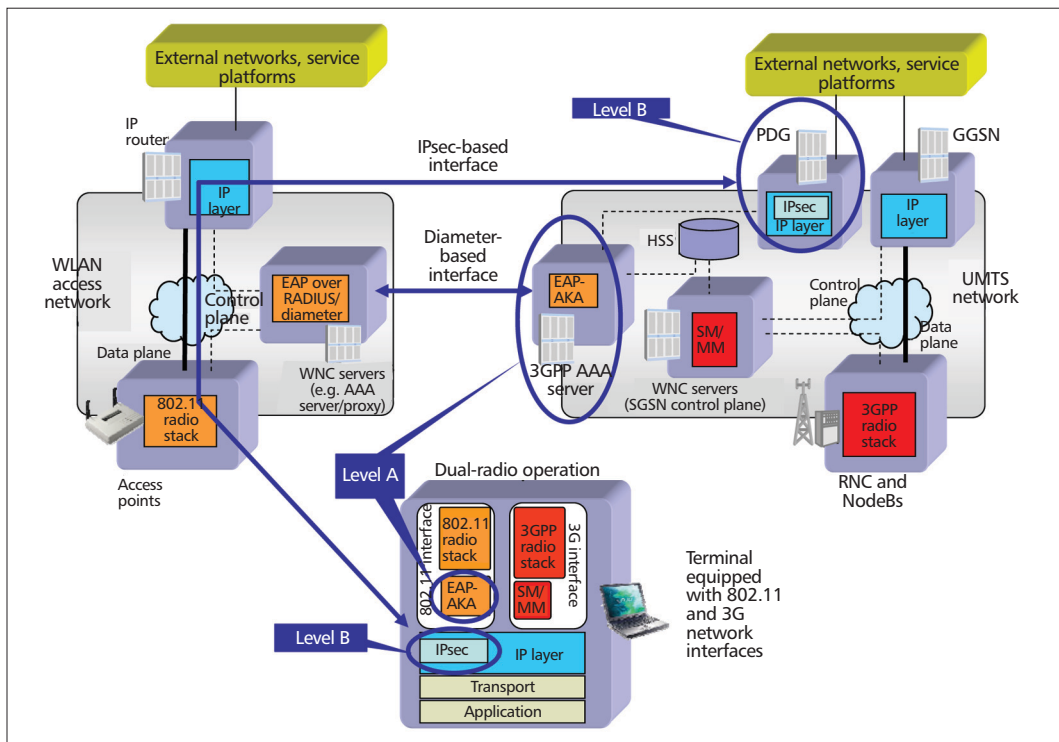 External networks, service
platforms
External networks, service
platforms
Level B
IP
router
PDG
GGSN
IPsec-based
interface
IP
layer
IPsec
IP layer
IP
layer
WLAN
access
network
Diameter-
based
interface
HSS
UMTS
network
EAP over
RADIUS/
diameter
EAP-
AKA
Control
plane
Control
plane
SM/
MM
Data
plane
Data plane
WNC servers
(e.g. AAA
server/proxy)
3GPP AAA
server
WNC servers
(SGSN control plane)
802.11
radio
stack
3GPP
radio
stack
Access
points
Level A
Dual-radio operation
RNC and
NodeBs
802.11 interface
802.11
radio
stack
3GPP
radio
stack
3G interface
EAP-
AKA
SM/
MM
Terminal
equipped
with 802.11
and 3G
network
interfaces
Level B
IPsec
IP layer
Transport
Application